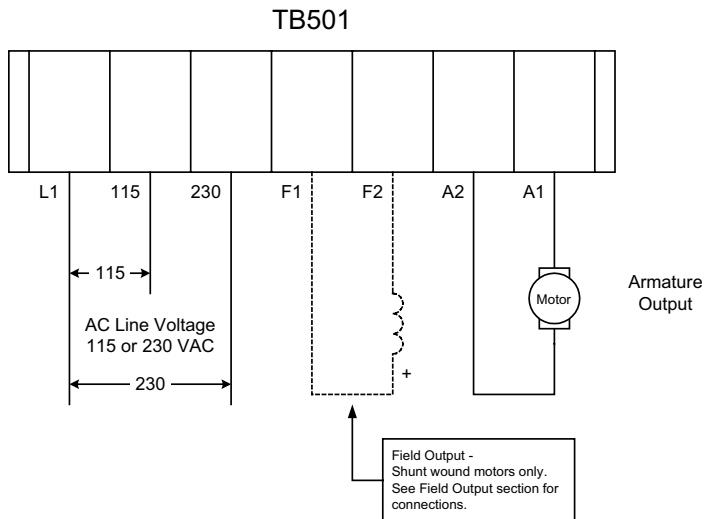 TB501
L1 115 230 F1 F2 A2 A1
115
AC Line Voltage
115 or 230 VAC
230
+
Motor
Armature
Output
Field Output -
Shunt wound motors only.
See Field Output section for
connections.